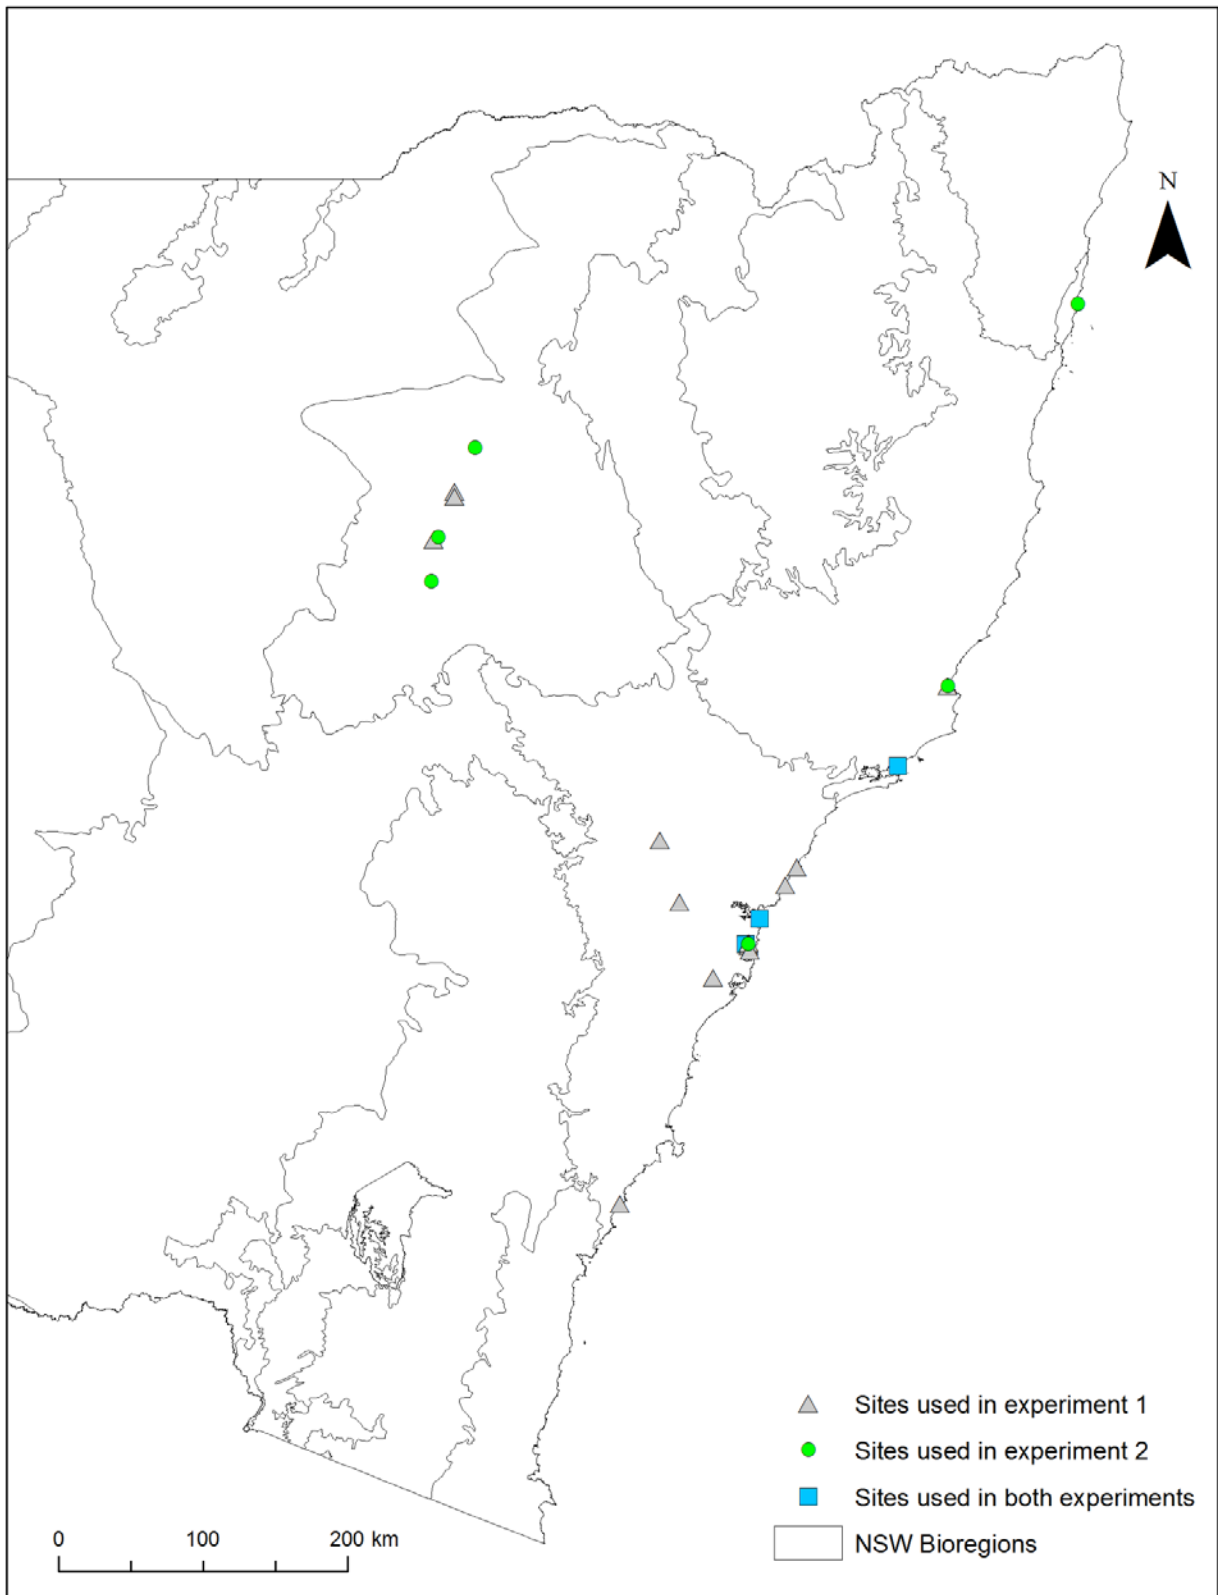 N
Sites used in experiment 1
Sites used in experiment 2
Sites used in both experiments
NSW Bioregions
0 100 200 km